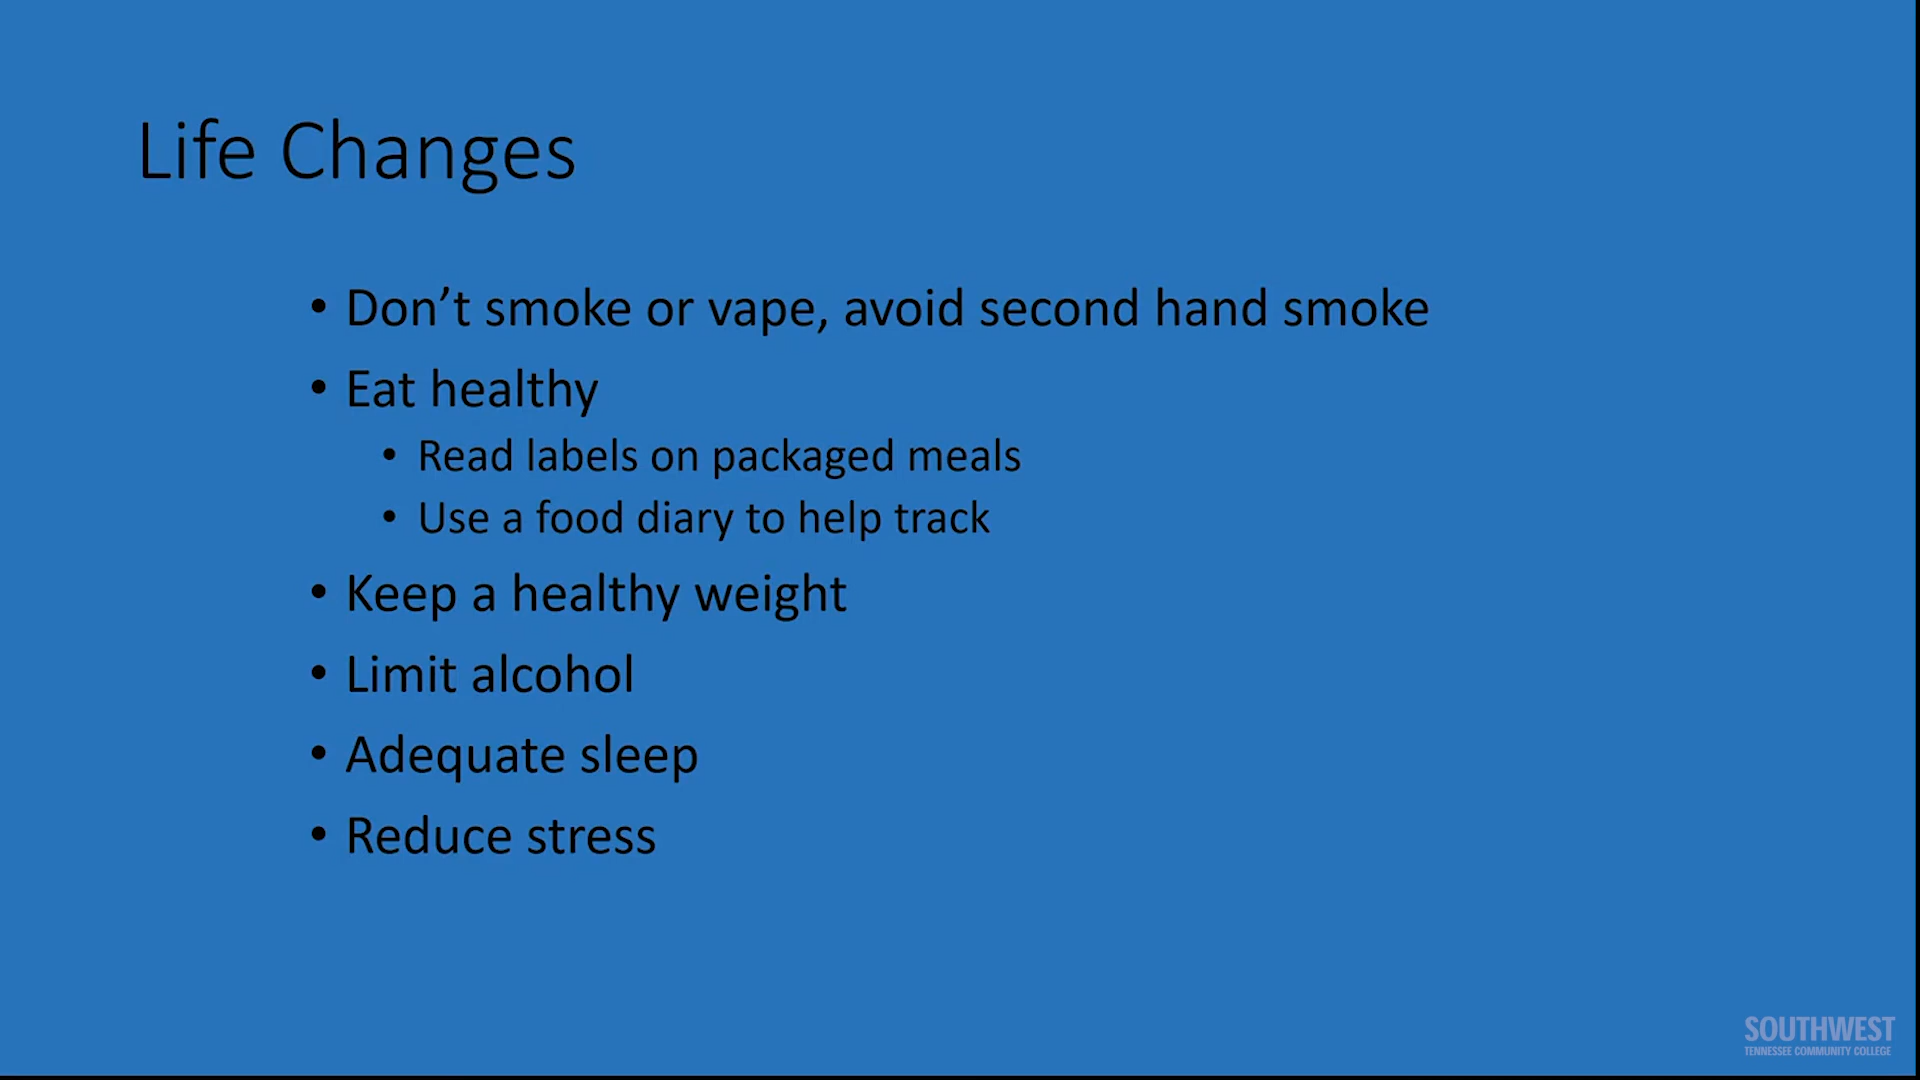 Life Changes
• Don’t smoke or vape, avoid second hand smoke
• Eat healthy
• Read labels on packaged meals
• Use a food diary to help track
• Keep a healthy weight
• Limit alcohol
• Adequate sleep
• Reduce stress
SOUTHWEST
TENNESSEE COMMUNITY COLLEGE